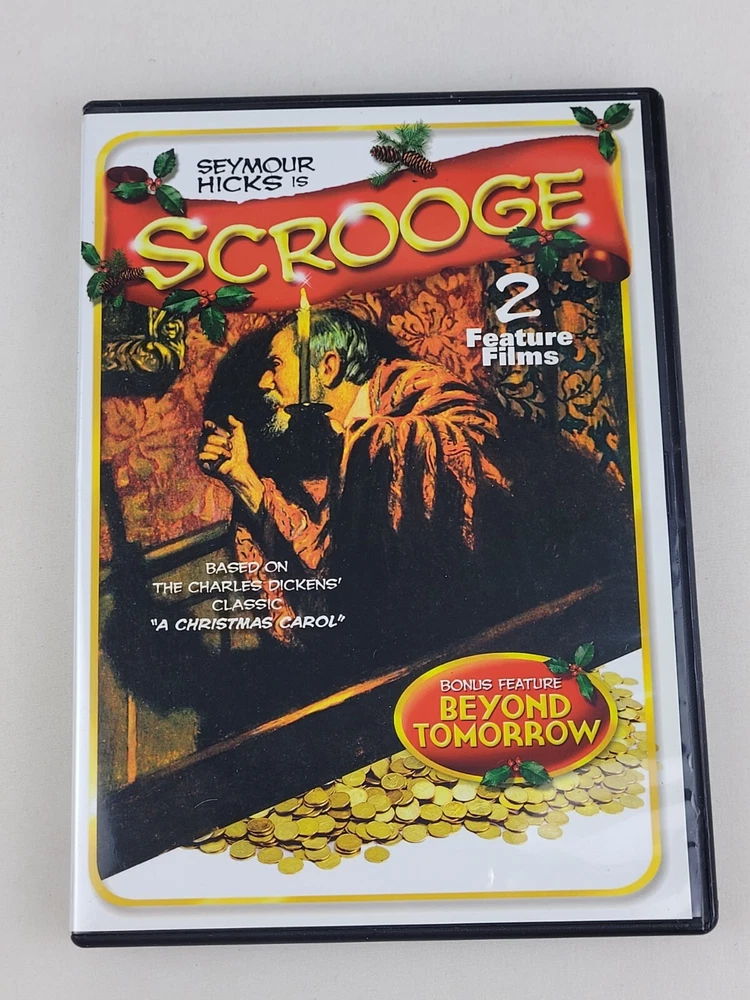 SEYMOUR
HICKS IS
SCROOGE
2
Feature
Films
BASED ON
THE CHARLES DICKENS'
CLASSIC
"A CHRISTMAS CAROL"
BONUS FEATURE
BEYOND
TOMORROW